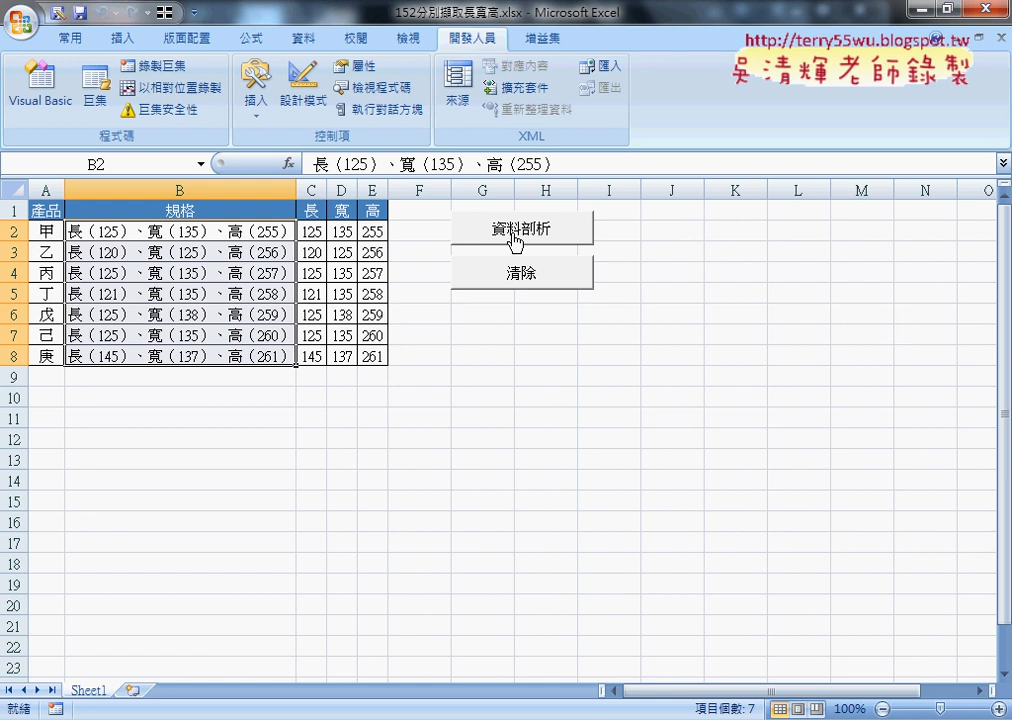 152分別擷取長寬高.xlsx - Microsoft Excel
常用 插入 版面配置 公式 資料 校閱 檢視 開發人員 增益集
http://terry55wu.blogspot.tw
吳清輝老師錄製
Visual Basic 巨集 錄製巨集 以相對位置錄製 巨集安全性 程式碼
插入 設計模式 屬性 檢視程式碼 執行對話方塊 控制項
來源 對應內容 擴充套件 重新整理資料 匯入 匯出 XML
B2 fx 長（125）、寬（135）、高（255）
A B C D E F G H I J K L M N O
1 產品 規格 長 寬 高
2 甲 長（125）、寬（135）、高（255） 125 135 255
3 乙 長（120）、寬（125）、高（256） 120 125 256
4 丙 長（125）、寬（135）、高（257） 125 135 257
5 丁 長（121）、寬（135）、高（258） 121 135 258
6 戊 長（125）、寬（138）、高（259） 125 138 259
7 己 長（125）、寬（135）、高（260） 125 135 260
8 庚 長（145）、寬（137）、高（261） 145 137 261
資料剖析
清除
9
10
11
12
13
14
15
16
17
18
19
20
21
22
23
Sheet1
就緒 項目個數: 7 100%